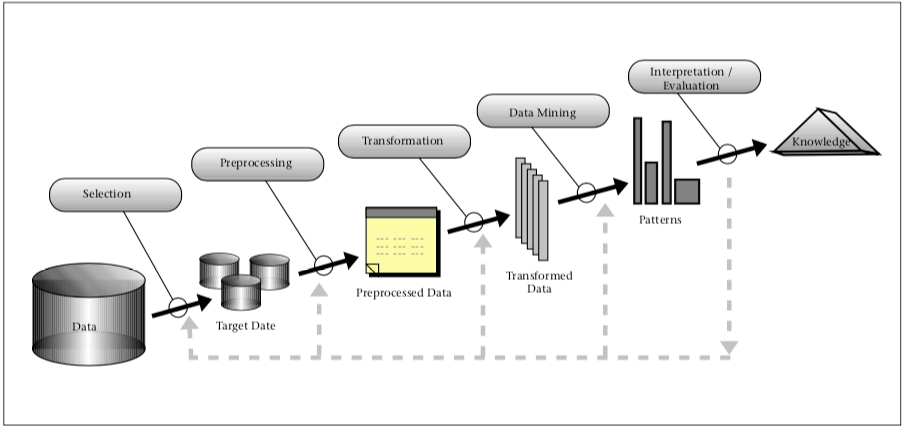 Interpretation /
Evaluation
Data Mining
Transformation
Preprocessing
Selection
Knowledge
Patterns
Transformed
Data
Preprocessed Data
Target Date
Data